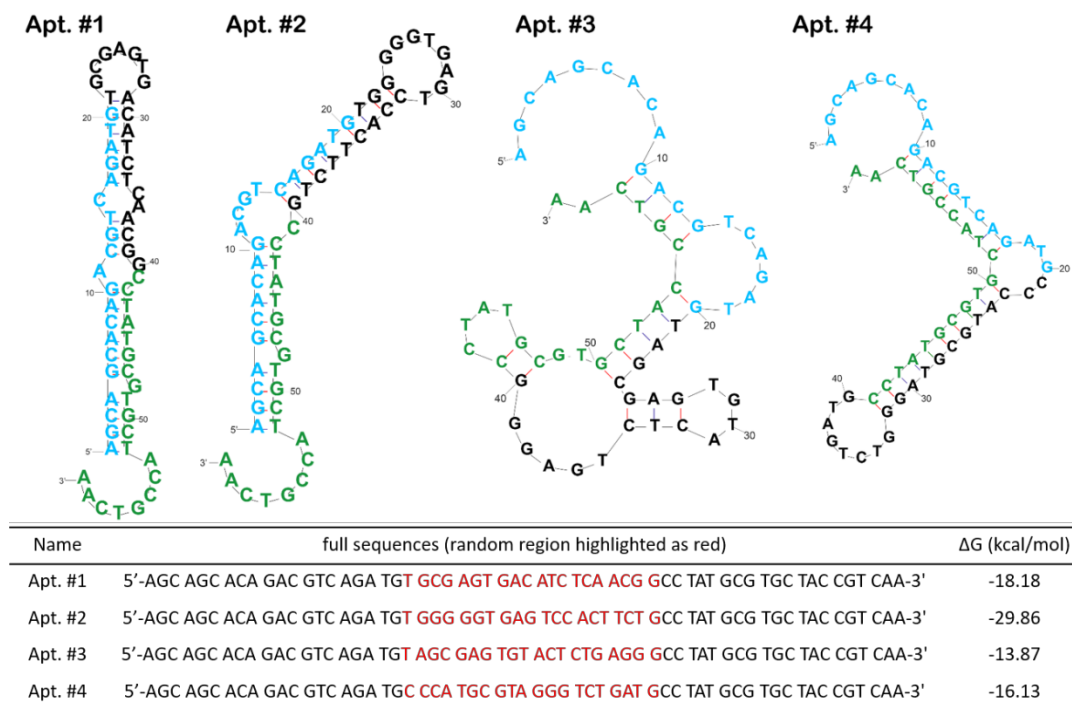 Apt. #1 Apt. #2 Apt. #3 Apt. #4
Name full sequences (random region highlighted as red) ΔG (kcal/mol)
Apt. #1 5’-AGC AGC ACA GAC GTC AGA TGT GCG AGT GAC ATC TCA ACG GCC TAT GCG TGC TAC CGT CAA-3' -18.18
Apt. #2 5’-AGC AGC ACA GAC GTC AGA TGT GGG GGT GAG TCC ACT TCT GCC TAT GCG TGC TAC CGT CAA-3' -29.86
Apt. #3 5’-AGC AGC ACA GAC GTC AGA TGT AGC GAG TGT ACT CTG AGG GCC TAT GCG TGC TAC CGT CAA-3' -13.87
Apt. #4 5’-AGC AGC ACA GAC GTC AGA TGC CCA TGC GTA GGG TCT GAT GCC TAT GCG TGC TAC CGT CAA-3' -16.13